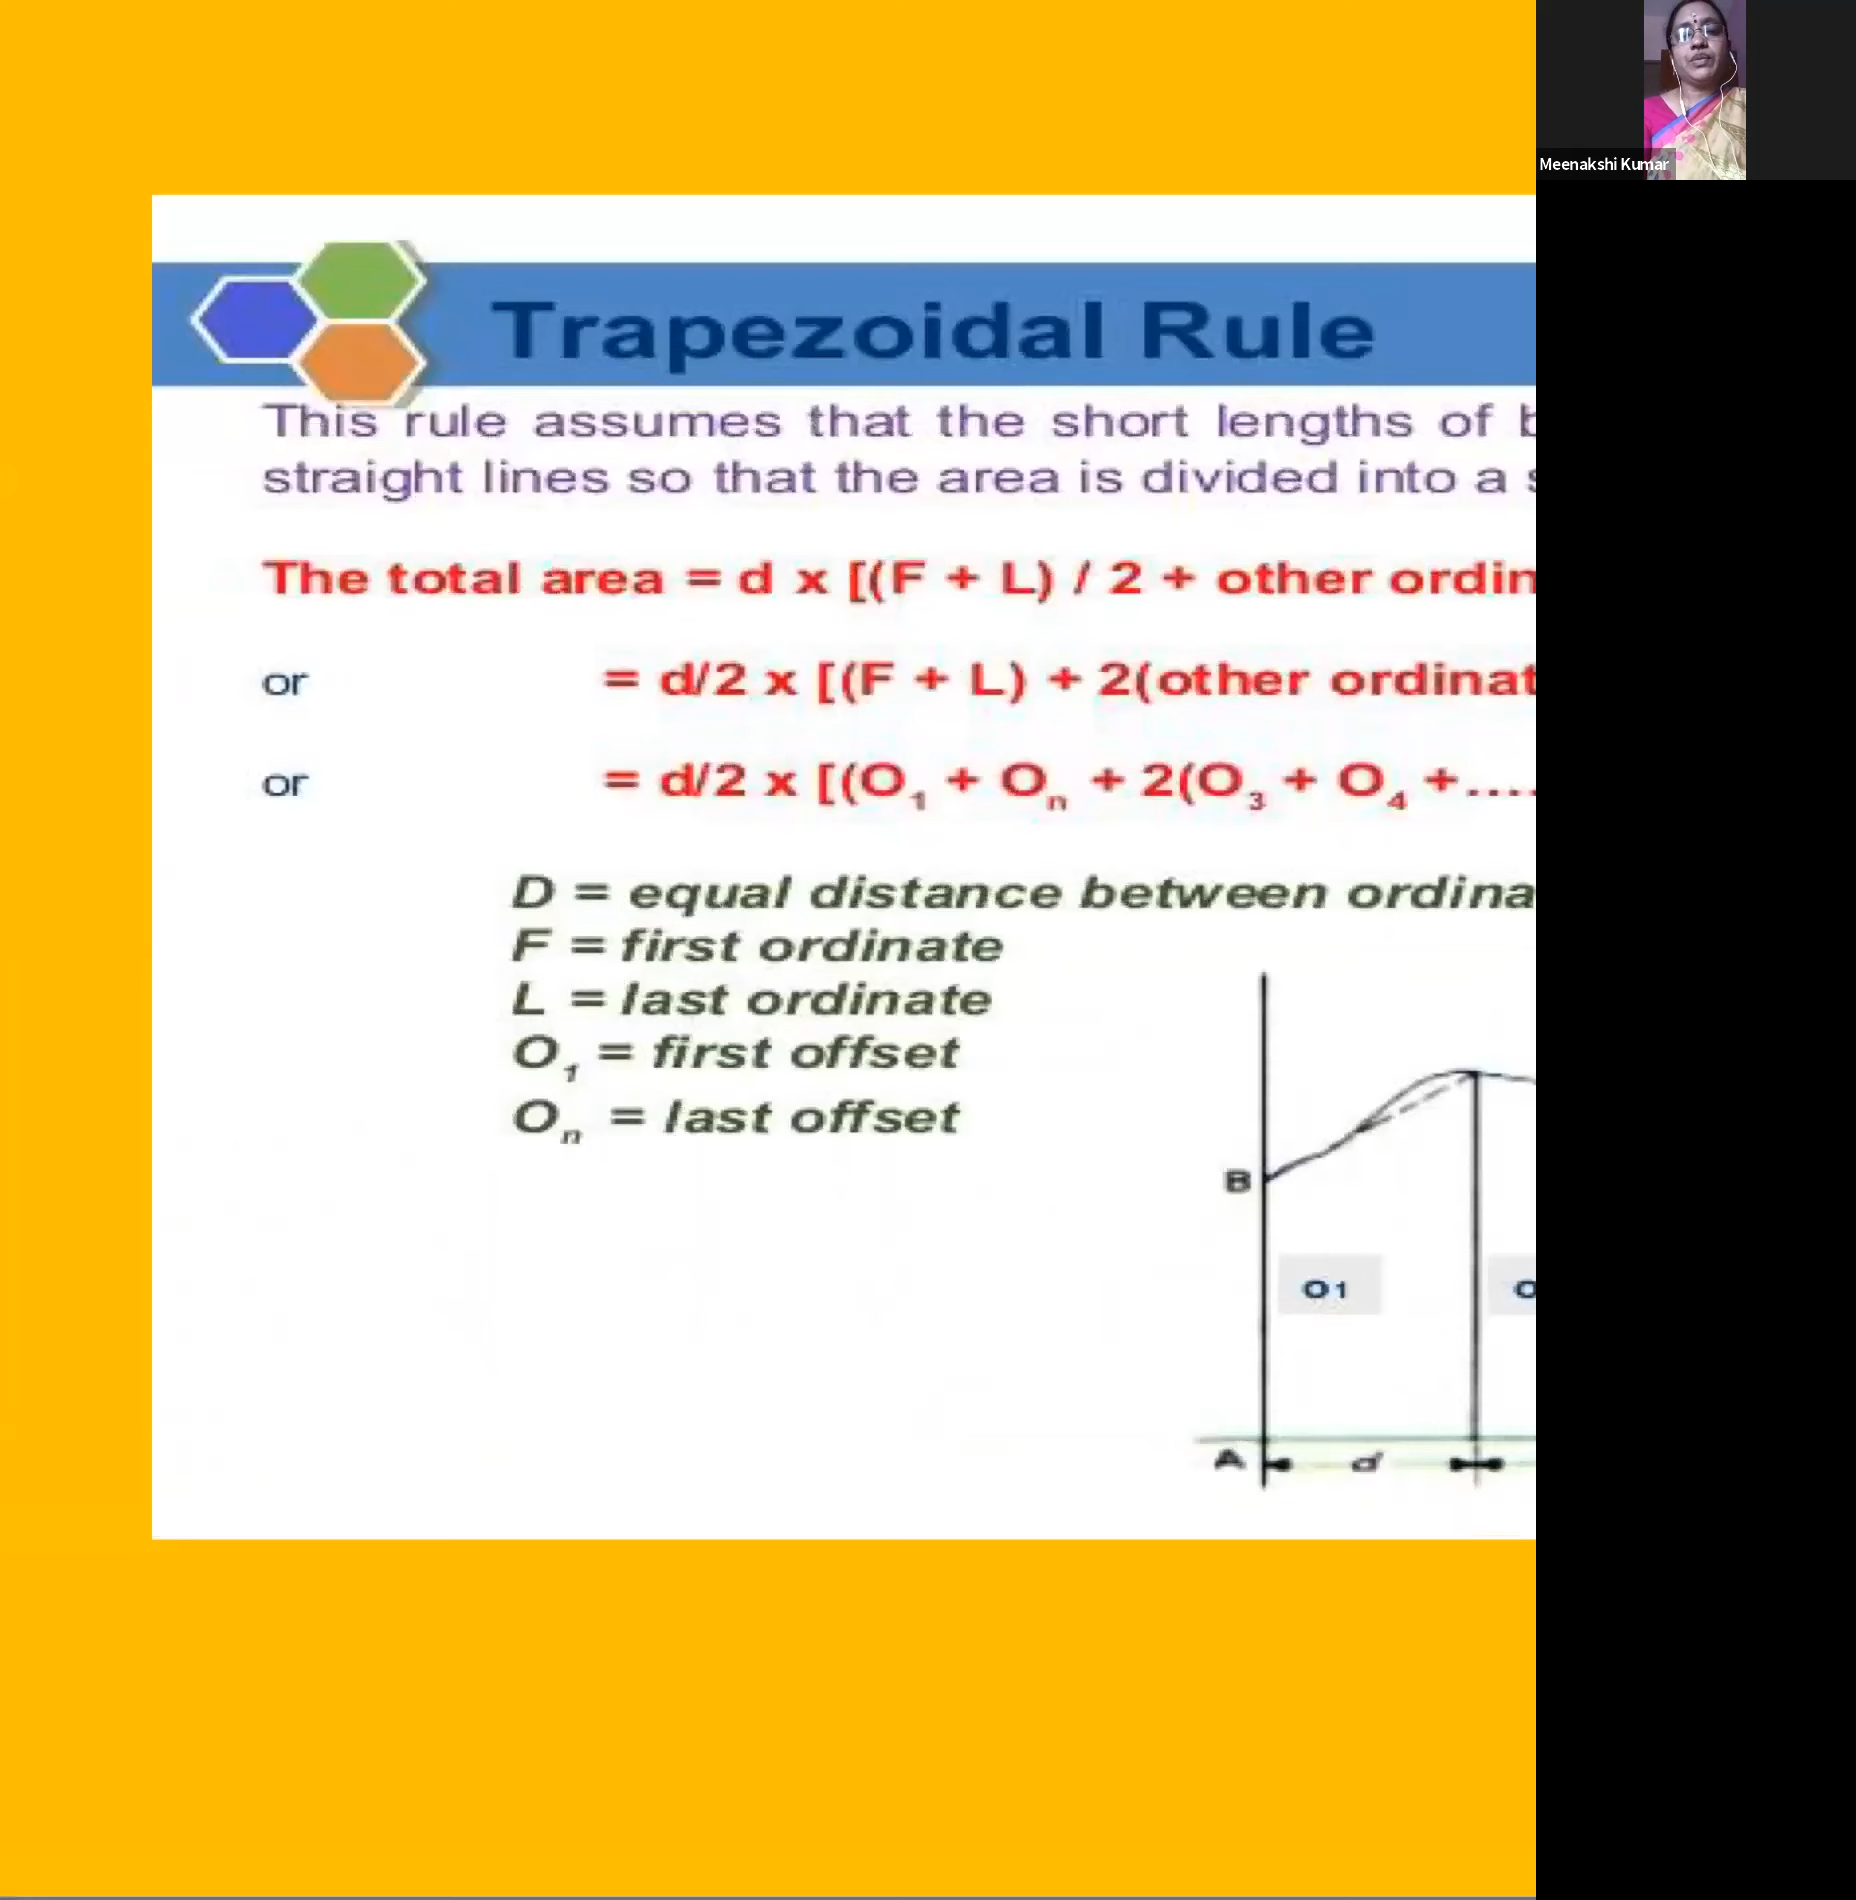 Meenakshi Kumar
Trapezoidal Rule
This rule assumes that the short lengths of
straight lines so that the area is divided into a
The total area = d x [(F + L) / 2 + other ordin
or = d/2 x [(F + L) + 2(other ordinat
or = d/2 x [(O₁ + Oₙ + 2(O₃ + O₄ +....
D = equal distance between ordina
F = first ordinate
L = last ordinate
O₁ = first offset
Oₙ = last offset
B
O1
A d